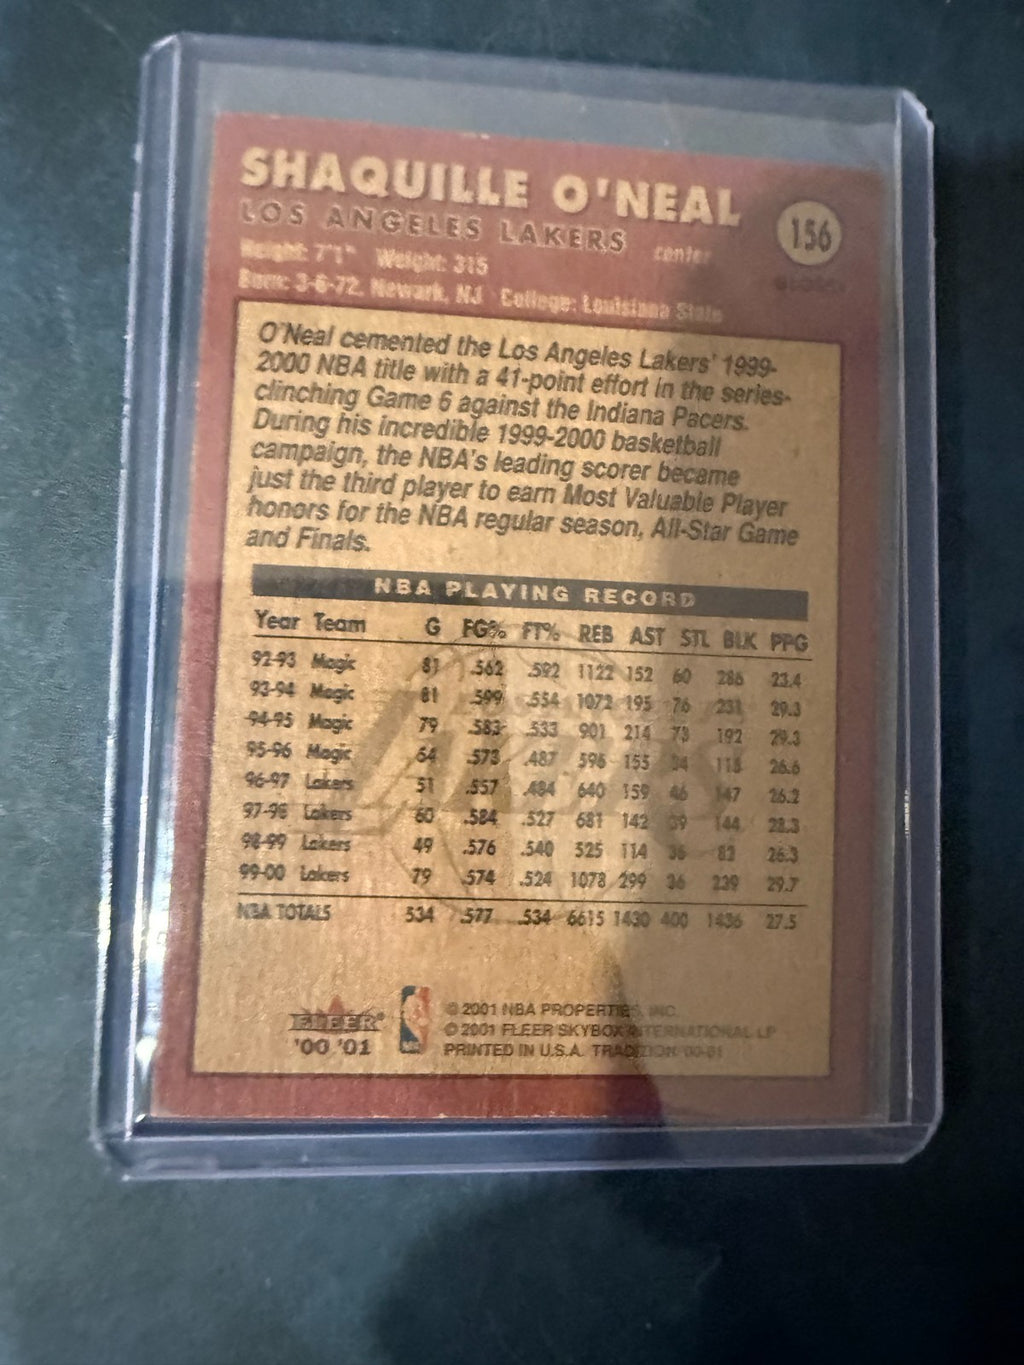 SHAQUILLE O'NEAL
156
LOS ANGELES LAKERS center
Height: 7'1" Weight: 315
GLOSSY
Born: 3-6-72, Newark, NJ College: Louisiana State
O'Neal cemented the Los Angeles Lakers' 1999-
2000 NBA title with a 41-point effort in the series-
clinching Game 6 against the Indiana Pacers.
During his incredible 1999-2000 basketball
campaign, the NBA's leading scorer became
just the third player to earn Most Valuable Player
honors for the NBA regular season, All-Star Game
and Finals.
NBA PLAYING RECORD
Year Team G FG% FT% REB AST STL BLK PPG
92-93 Magic 81 .562 .592 1122 152 60 286 23.4
93-94 Magic 81 .599 .554 1072 195 76 231 29.3
94-95 Magic 79 .583 .533 901 214 73 192 29.3
95-96 Magic 54 .573 .487 596 155 34 115 26.6
96-97 Lakers 51 .557 .484 640 159 46 147 26.2
97-98 Lakers 60 .584 .527 681 142 39 144 28.3
98-99 Lakers 49 .576 .540 525 114 36 82 26.3
99-00 Lakers 79 .574 .524 1078 299 36 239 29.7
NBA TOTALS 534 .577 .534 6615 1430 400 1436 27.5
FLEER
'00 '01
© 2001 NBA PROPERTIES, INC.
© 2001 FLEER/SKYBOX INTERNATIONAL LP
PRINTED IN U.S.A. TRADITION '00-01